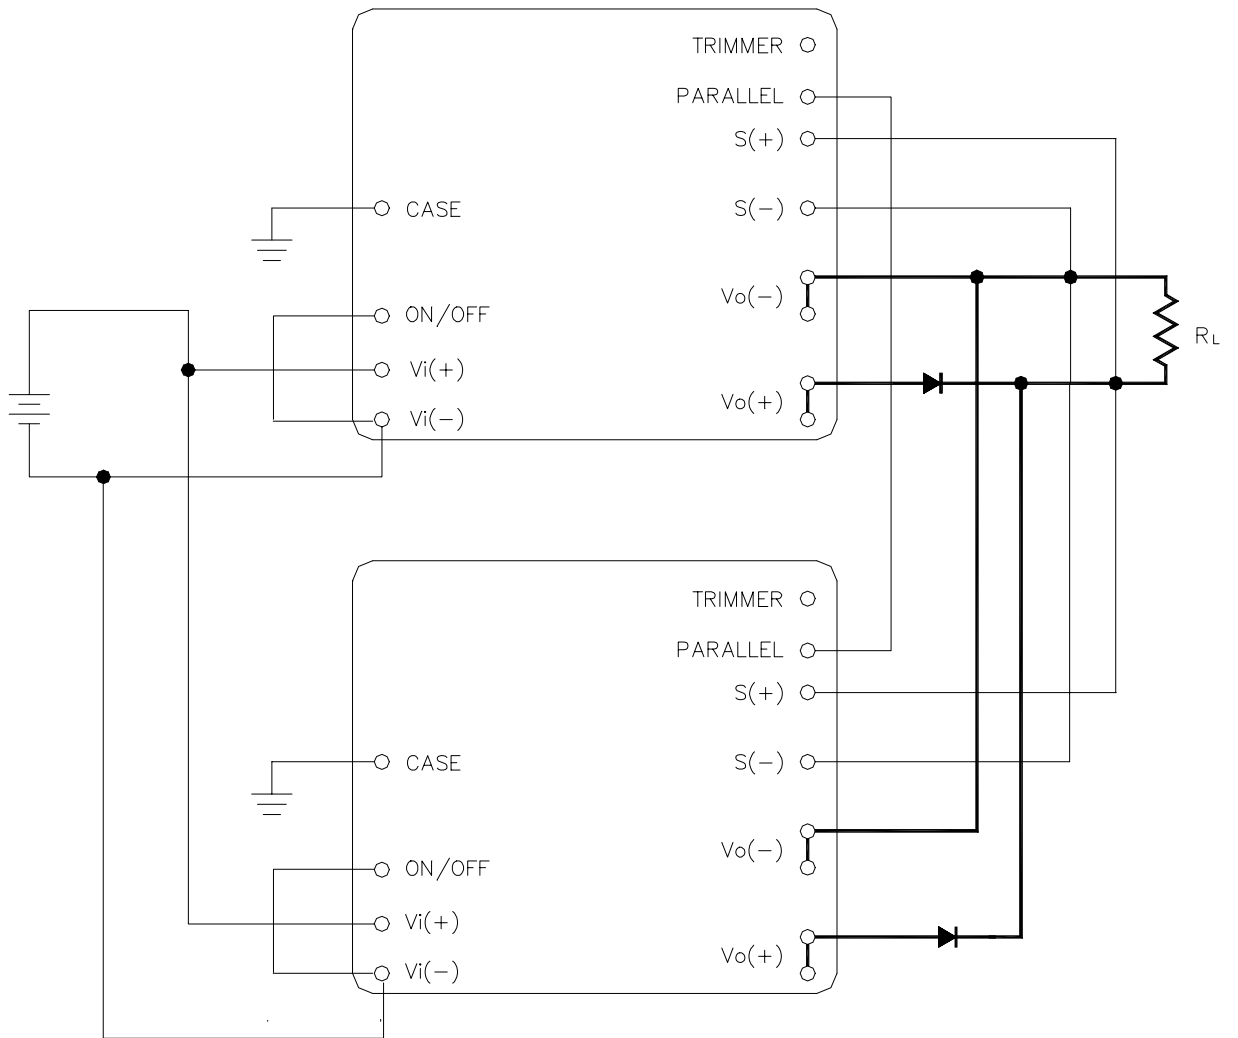 TRIMMER
PARALLEL
S(+)
CASE
S(-)
Vo(-)
ON/OFF
RL
Vi(+)
Vo(+)
Vi(-)
TRIMMER
PARALLEL
S(+)
CASE
S(-)
Vo(-)
ON/OFF
Vi(+)
Vo(+)
Vi(-)